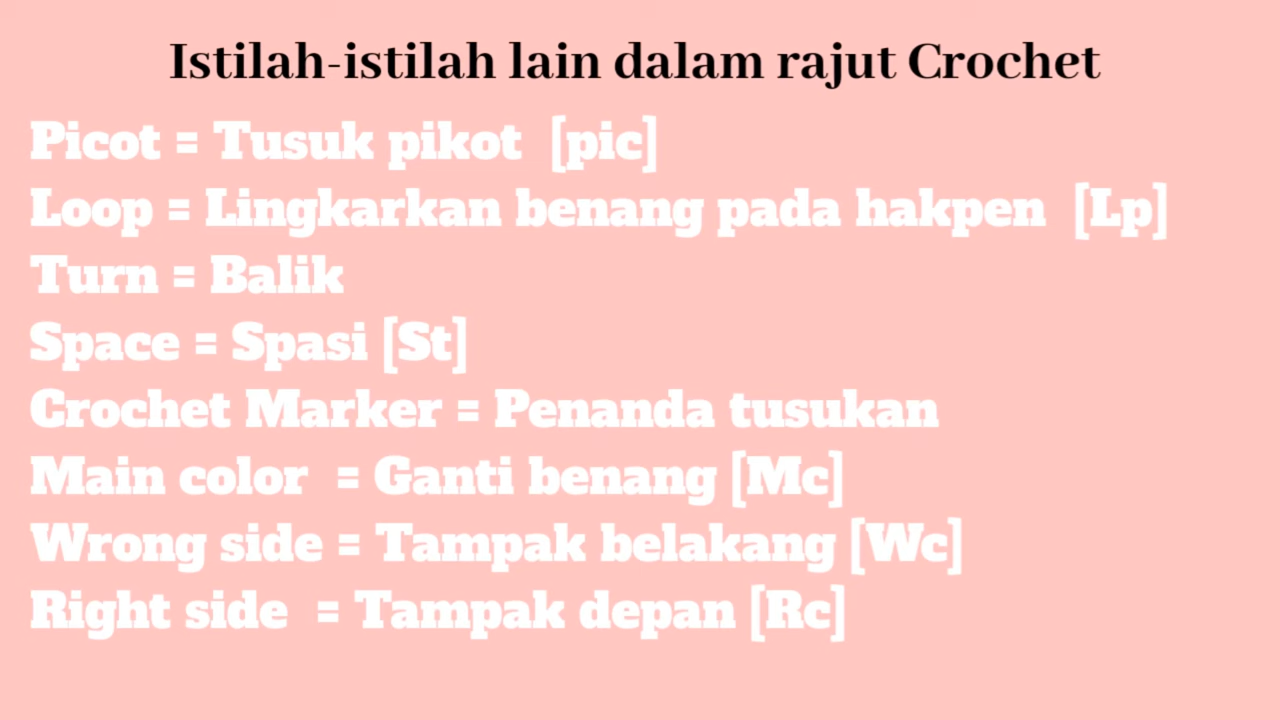 Istilah-istilah lain dalam rajut Crochet
Picot = Tusuk pikot [pic]
Loop = Lingkarkan benang pada hakpen [Lp]
Turn = Balik
Space = Spasi [St]
Crochet Marker = Penanda tusukan
Main color = Ganti benang [Mc]
Wrong side = Tampak belakang [Wc]
Right side = Tampak depan [Rc]